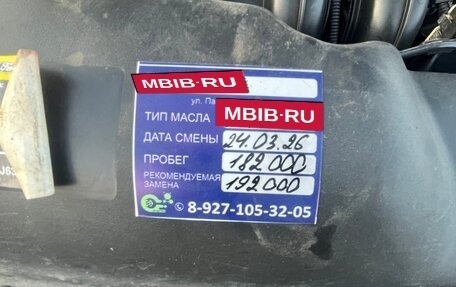 MBIB.RU
ул. Па
ТИП МАСЛА MBIB.RU
ДАТА СМЕНЫ 24.03.26
ПРОБЕГ 182 000
РЕКОМЕНДУЕМАЯ
ЗАМЕНА 192 000
8-927-105-32-05